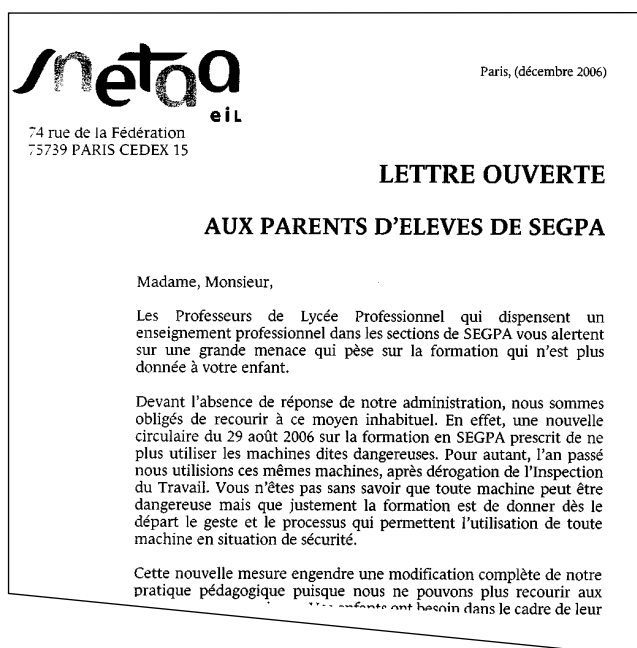 snetaa
eiL
Paris, (décembre 2006)
74 rue de la Fédération
75739 PARIS CEDEX 15
LETTRE OUVERTE
AUX PARENTS D'ELEVES DE SEGPA
Madame, Monsieur,
Les Professeurs de Lycée Professionnel qui dispensent un
enseignement professionnel dans les sections de SEGPA vous alertent
sur une grande menace qui pèse sur la formation qui n'est plus
donnée à votre enfant.
Devant l'absence de réponse de notre administration, nous sommes
obligés de recourir à ce moyen inhabituel. En effet, une nouvelle
circulaire du 29 août 2006 sur la formation en SEGPA prescrit de ne
plus utiliser les machines dites dangereuses. Pour autant, l'an passé
nous utilisions ces mêmes machines, après dérogation de l'Inspection
du Travail. Vous n'êtes pas sans savoir que toute machine peut être
dangereuse mais que justement la formation est de donner dès le
départ le geste et le processus qui permettent l'utilisation de toute
machine en situation de sécurité.
Cette nouvelle mesure engendre une modification complète de notre
pratique pédagogique puisque nous ne pouvons plus recourir aux
enfants ont besoin dans le cadre de leur